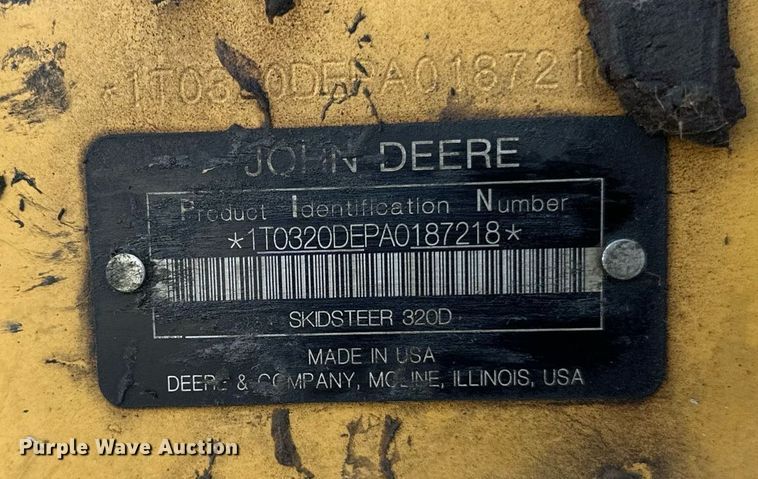 *1T0320DEPA018721
JOHN DEERE
Product Identification Number
*1T0320DEPA0187218*
SKIDSTEER 320D
MADE IN USA
DEERE & COMPANY, MOLINE, ILLINOIS, USA
Purple Wave Auction